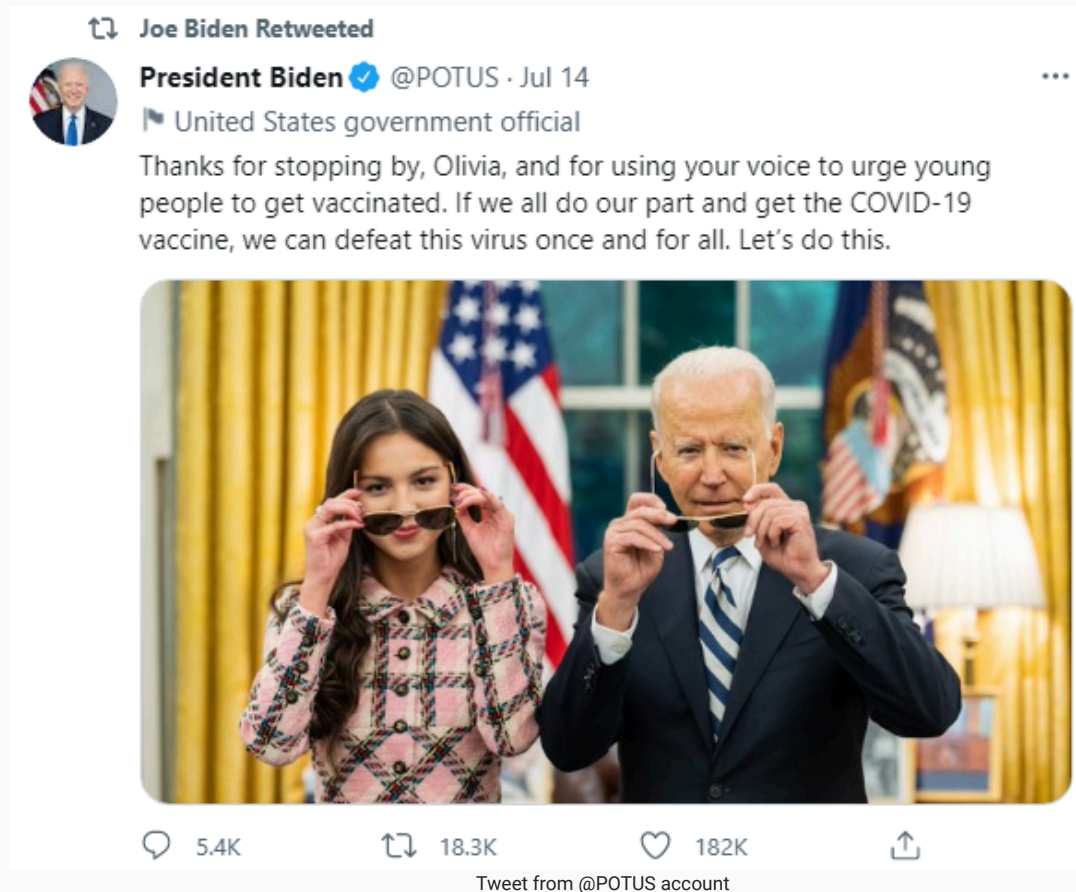 Joe Biden Retweeted
President Biden @POTUS · Jul 14
United States government official
Thanks for stopping by, Olivia, and for using your voice to urge young
people to get vaccinated. If we all do our part and get the COVID-19
vaccine, we can defeat this virus once and for all. Let’s do this.
5.4K 18.3K 182K
Tweet from @POTUS account